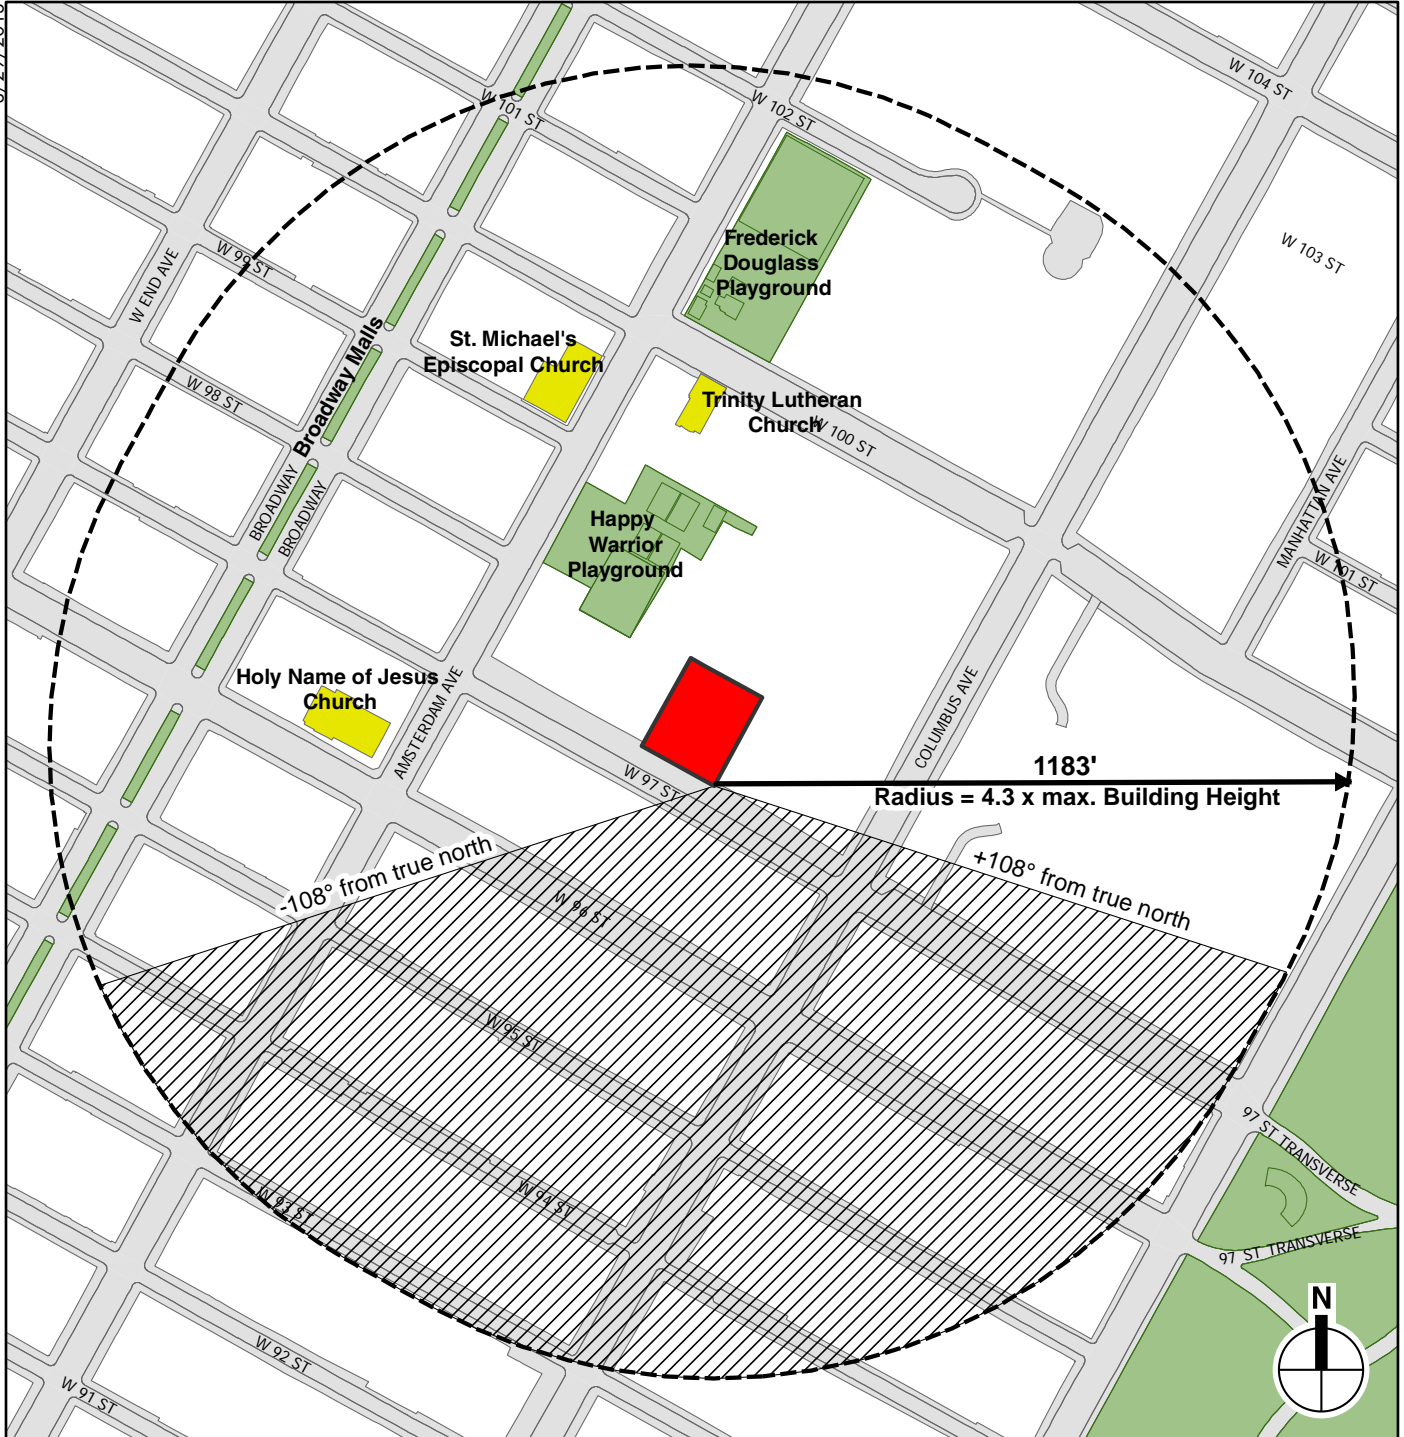 W 104 ST
W 101 ST
W 102 ST
W 103 ST
Frederick
Douglass
Playground
W 99 ST
W END AVE
St. Michael's
Episcopal Church
Broadway Malls
W 98 ST
Trinity Lutheran
Church
W 100 ST
BROADWAY
BROADWAY
MANHATTAN AVE
W 101 ST
Happy
Warrior
Playground
Holy Name of Jesus
Church
AMSTERDAM AVE
COLUMBUS AVE
W 97 ST
1183'
Radius = 4.3 x max. Building Height
-108° from true north
+108° from true north
W 96 ST
W 95 ST
W 94 ST
W 93 ST
97 ST TRANSVERSE
97 ST TRANSVERSE
N
W 92 ST
W 91 ST